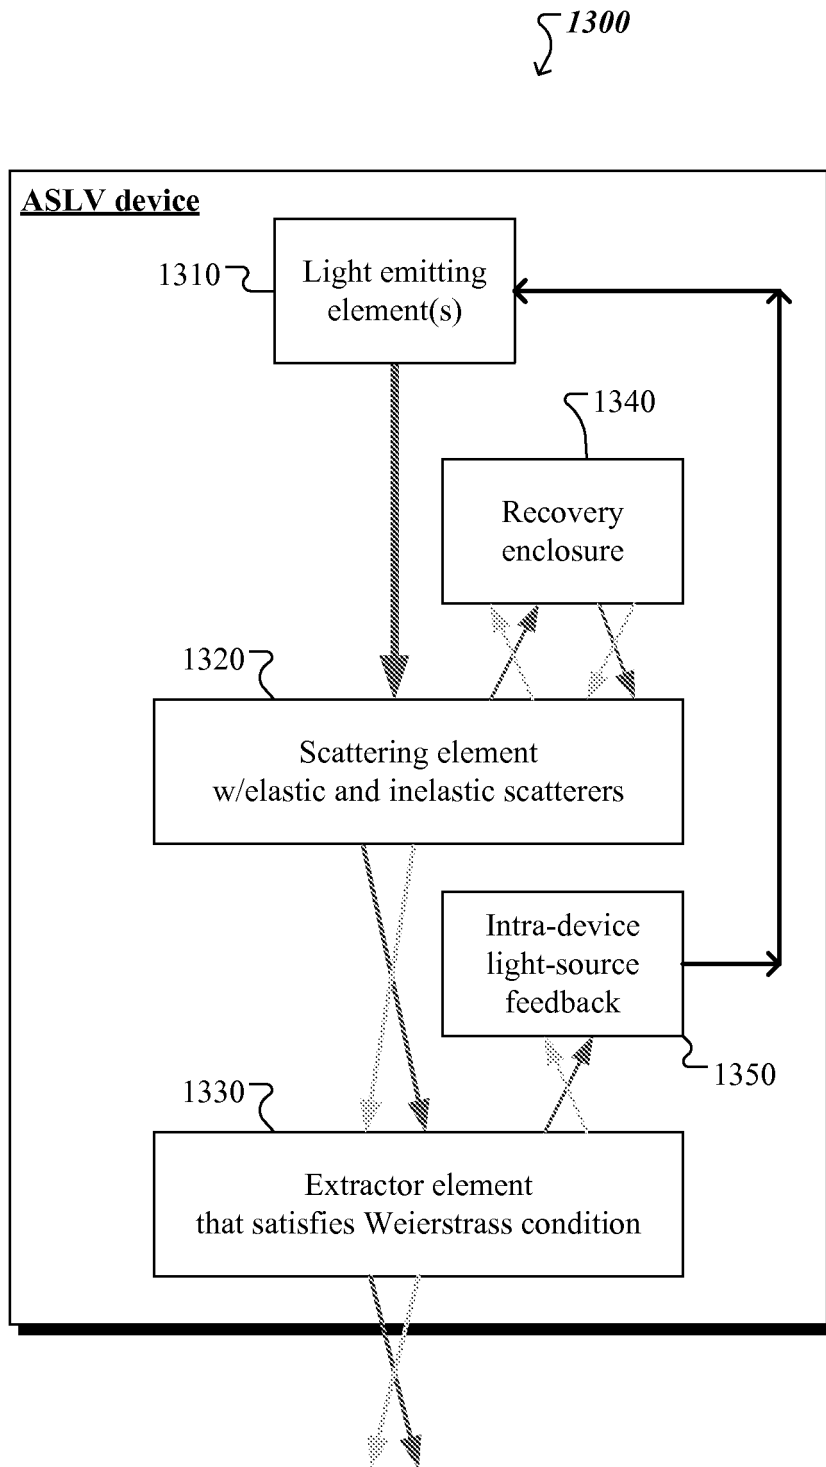 1300
ASLV device
1310
Light emitting
element(s)
1340
Recovery
enclosure
1320
Scattering element
w/elastic and inelastic scatterers
Intra-device
light-source
feedback
1350
1330
Extractor element
that satisfies Weierstrass condition